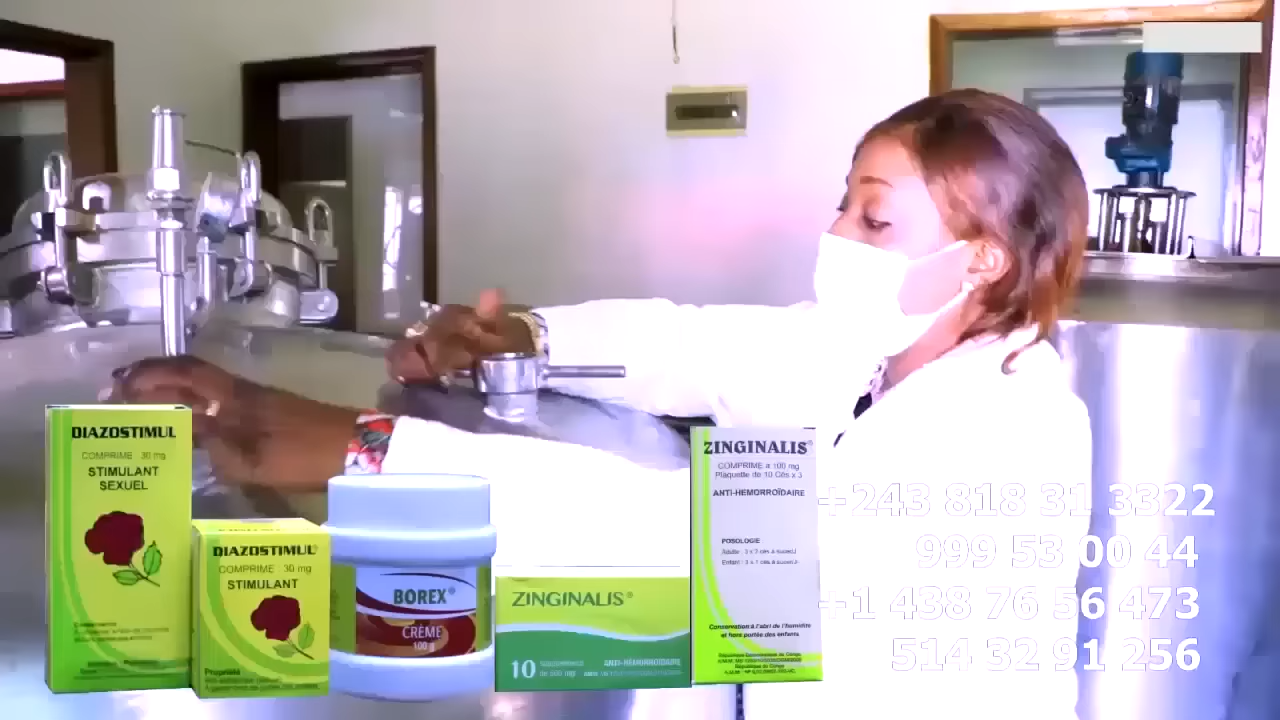 DIAZOSTIMUL
COMPRIME 30 mg
STIMULANT
SEXUEL
DIAZOSTIMUL
COMPRIME : 30 mg
STIMULANT
Propriété
BOREX®
CRÈME
100 g
ZINGINALIS®
10
ANTI-HEMORROÏDAIRE
ZINGINALIS®
COMPRIME à 100 mg
Plaquette de 10 Cés x 3
ANTI-HEMORROÏDAIRE
POSOLOGIE
Conservation à l'abri de l'humidité
et hors portée des enfants
+243 818 31 3322
999 53 00 44
+1 438 76 56 473
514 32 91 256